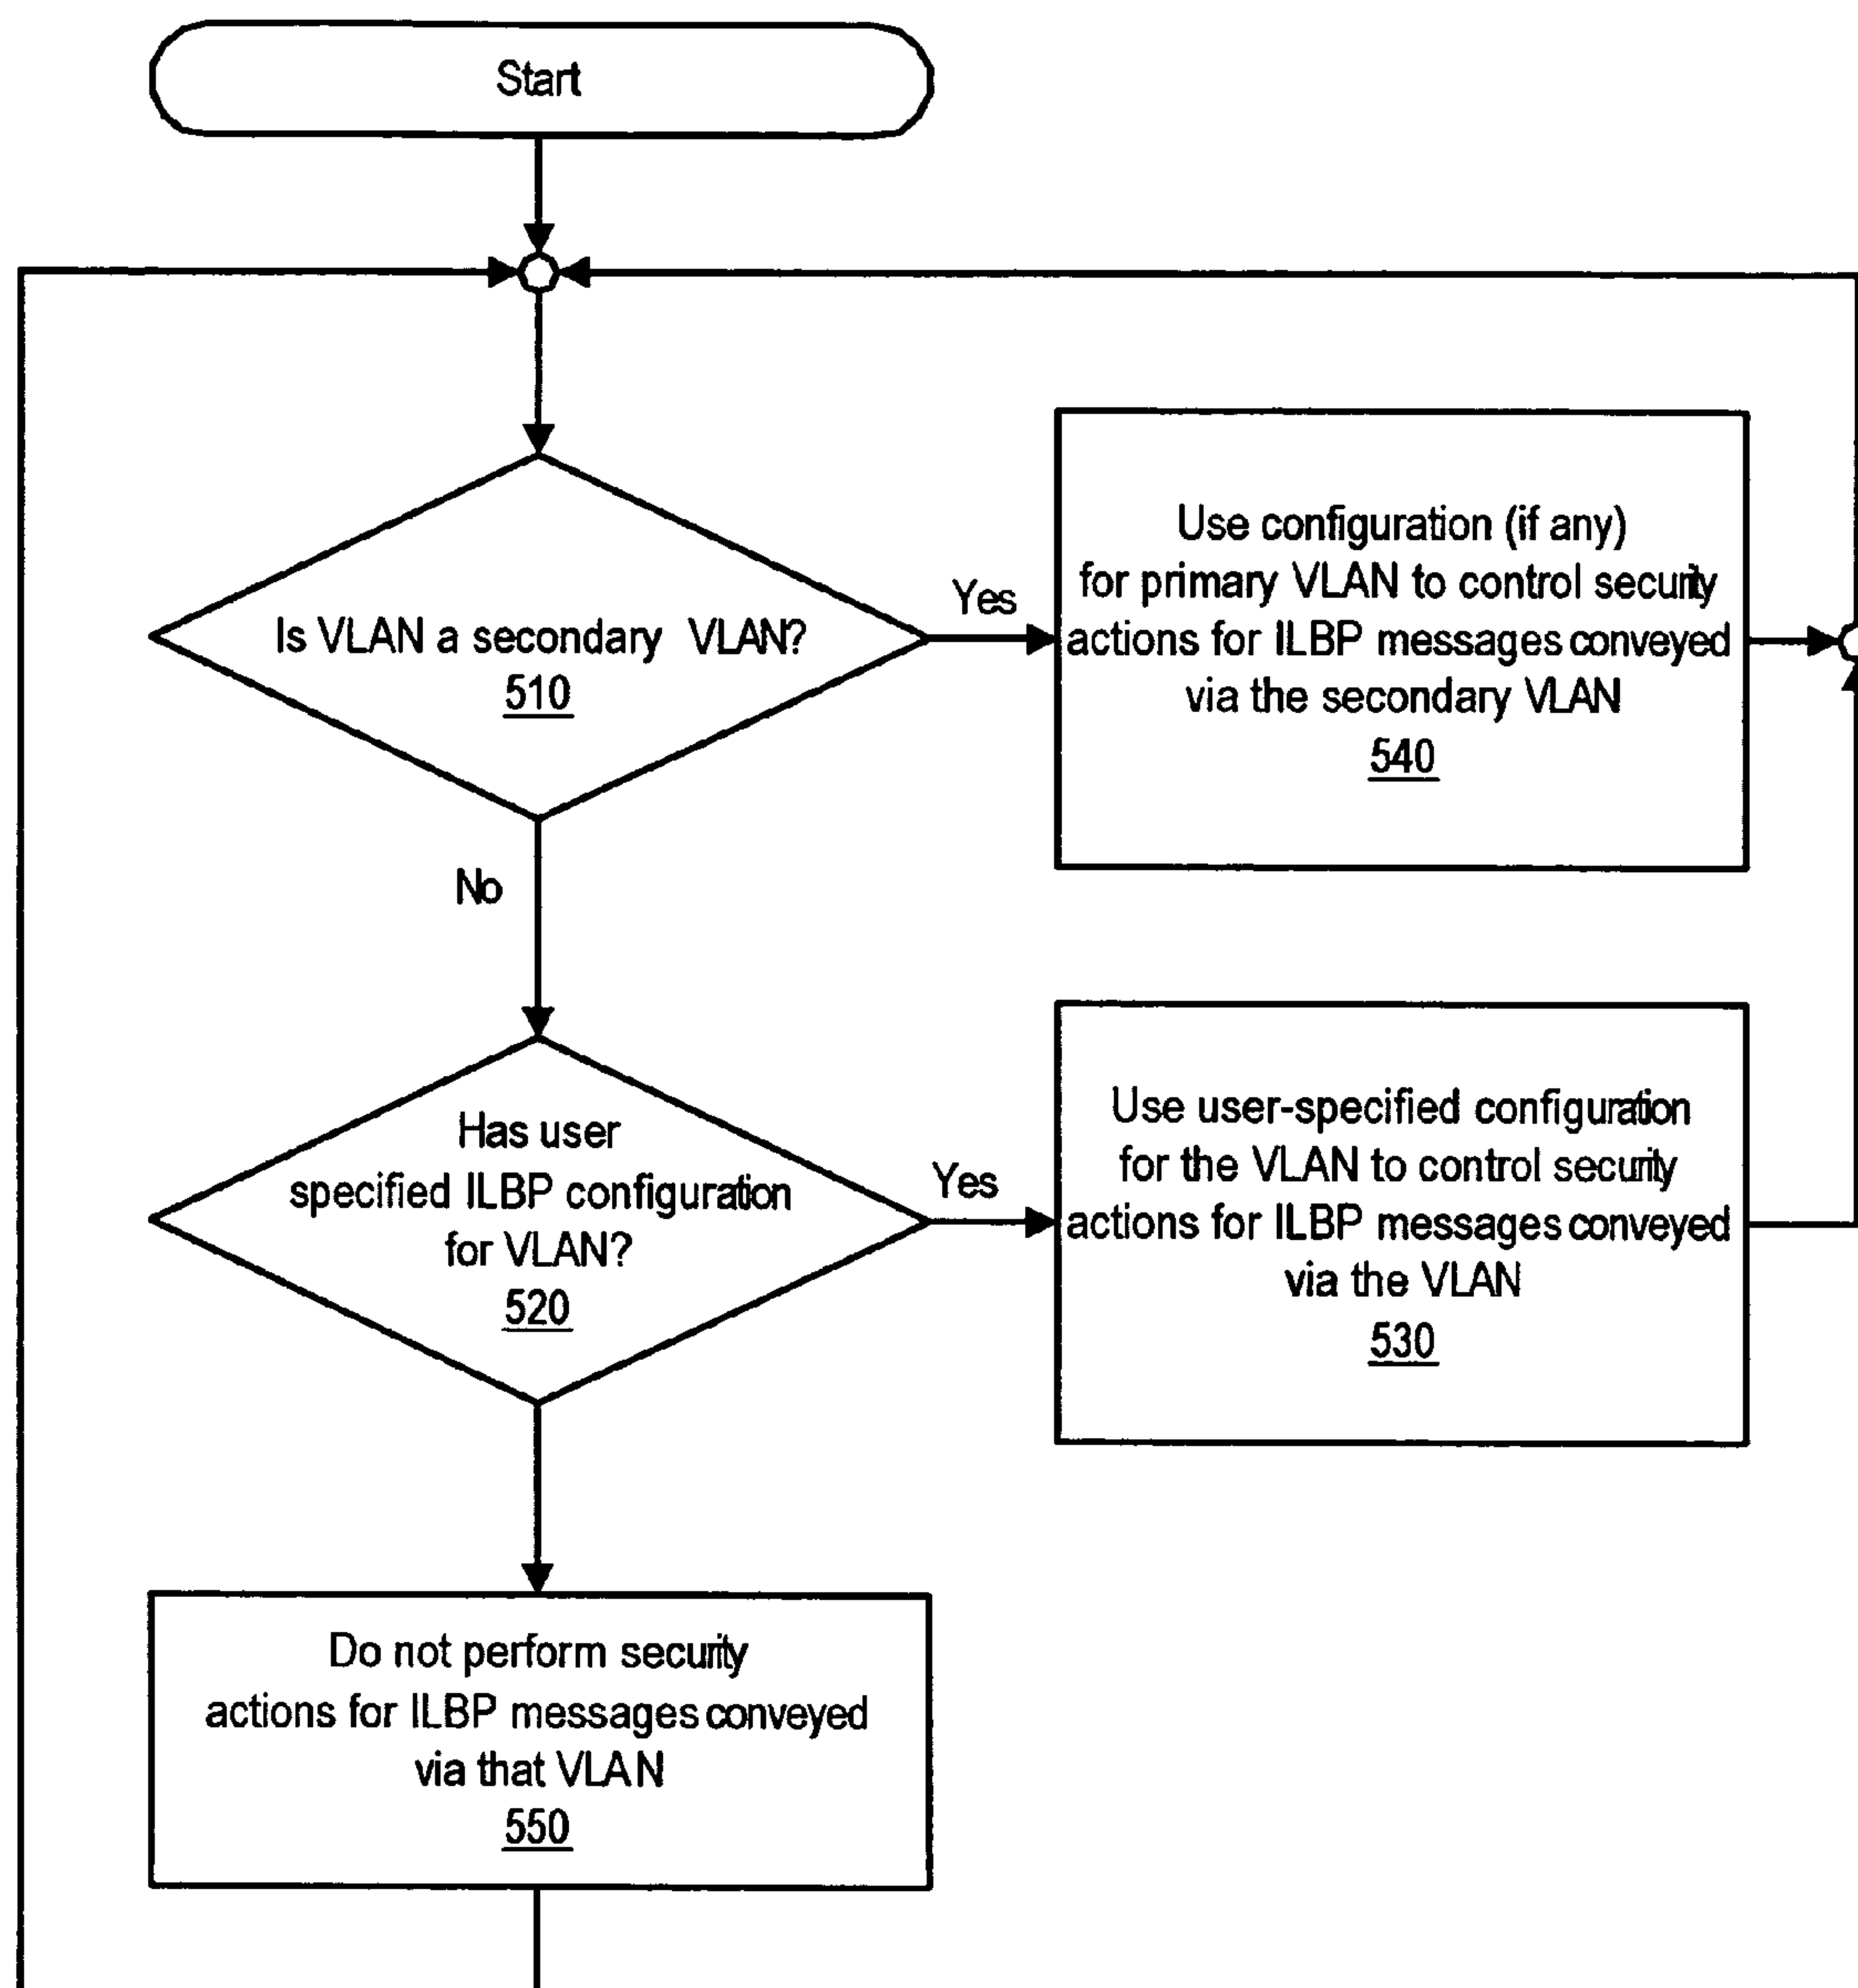 Start
Is VLAN a secondary VLAN?
510
Yes
Use configuration (if any)
for primary VLAN to control security
actions for ILBP messages conveyed
via the secondary VLAN
540
No
Has user
specified ILBP configuration
for VLAN?
520
Yes
Use user-specified configuration
for the VLAN to control security
actions for ILBP messages conveyed
via the VLAN
530
Do not perform security
actions for ILBP messages conveyed
via that VLAN
550